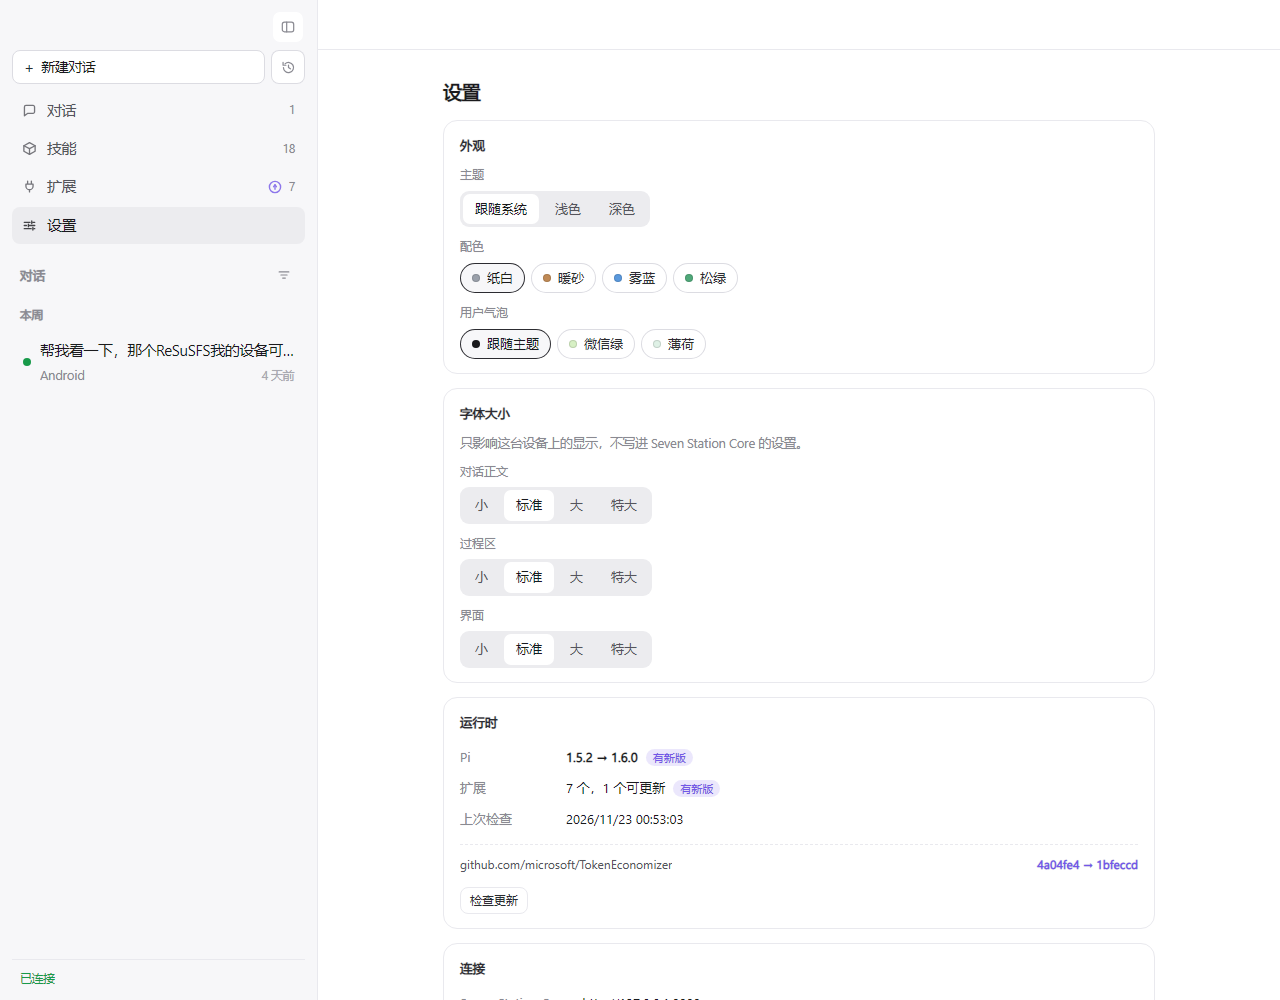 + 新建对话
对话 1
技能 18
扩展 7
设置
对话
本周
帮我看一下，那个ReSuSFS我的设备可...
Android 4 天前
已连接
设置
外观
主题
跟随系统 浅色 深色
配色
纸白 暖砂 雾蓝 松绿
用户气泡
跟随主题 微信绿 薄荷
字体大小
只影响这台设备上的显示，不写进 Seven Station Core 的设置。
对话正文
小 标准 大 特大
过程区
小 标准 大 特大
界面
小 标准 大 特大
运行时
Pi 1.5.2 → 1.6.0 有新版
扩展 7 个，1 个可更新 有新版
上次检查 2026/11/23 00:53:03
github.com/microsoft/TokenEconomizer 4a04fe4 → 1bfeccd
检查更新
连接